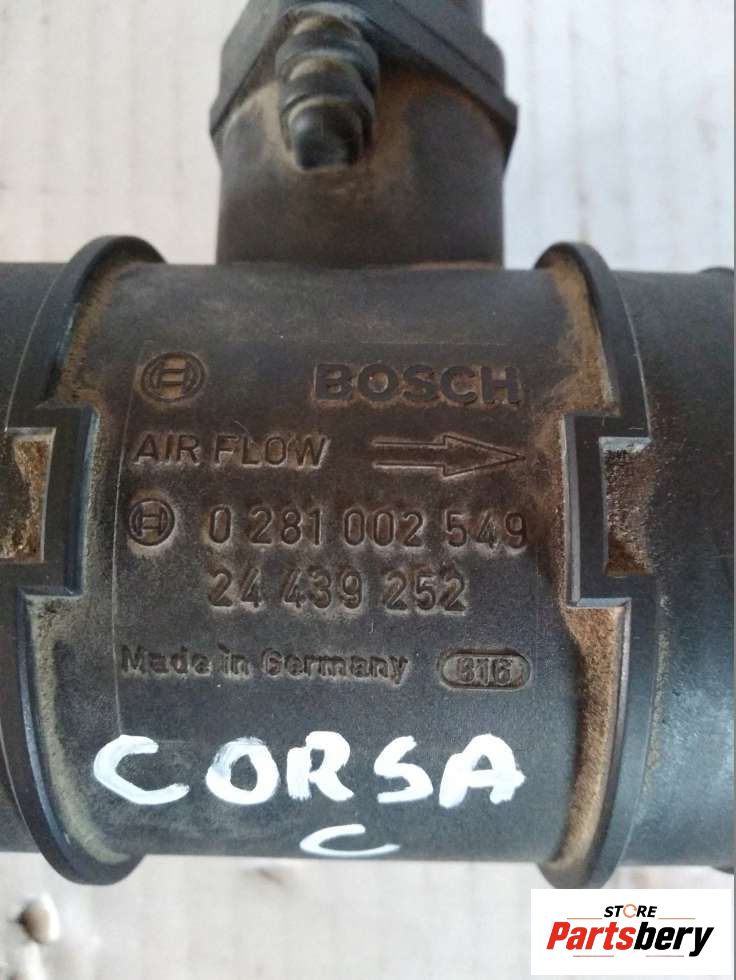 BOSCH
AIR FLOW
0 281 002 549
24 439 252
Made in Germany 616
CORSA
C
STORE
Partsbery